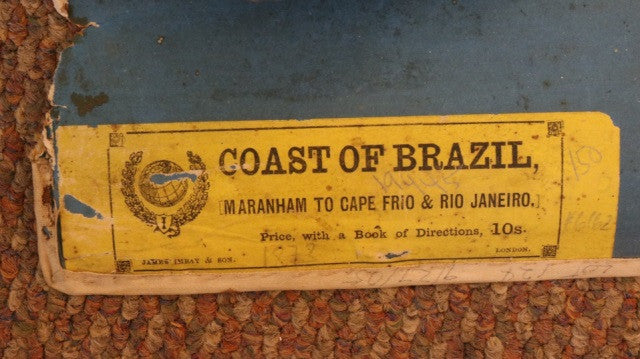 COAST OF BRAZIL,
[MARANHAM TO CAPE FRIO & RIO JANEIRO.]
Price, with a Book of Directions, 10s.
JAMES IMRAY & SON.
LONDON.